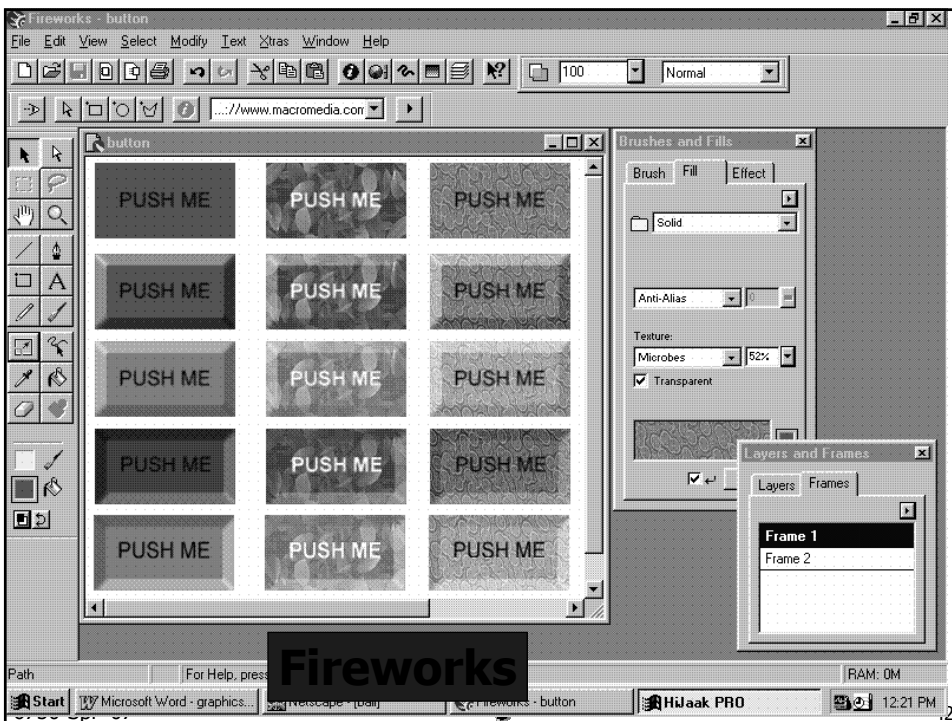 Fireworks - button
File Edit View Select Modify Text Xtras Window Help
100 Normal
...://www.macromedia.com
button
PUSH ME PUSH ME PUSH ME
PUSH ME PUSH ME PUSH ME
PUSH ME PUSH ME PUSH ME
PUSH ME PUSH ME PUSH ME
PUSH ME PUSH ME PUSH ME
Brushes and Fills
Brush Fill Effect
Solid
Anti-Alias 0
Texture:
Microbes 52%
Transparent
Layers and Frames
Layers Frames
Frame 1
Frame 2
Fireworks
Path For Help, press RAM: 0M
Start Microsoft Word - graphics... Netscape - [ball] Fireworks - button HiJaak PRO 12:21 PM